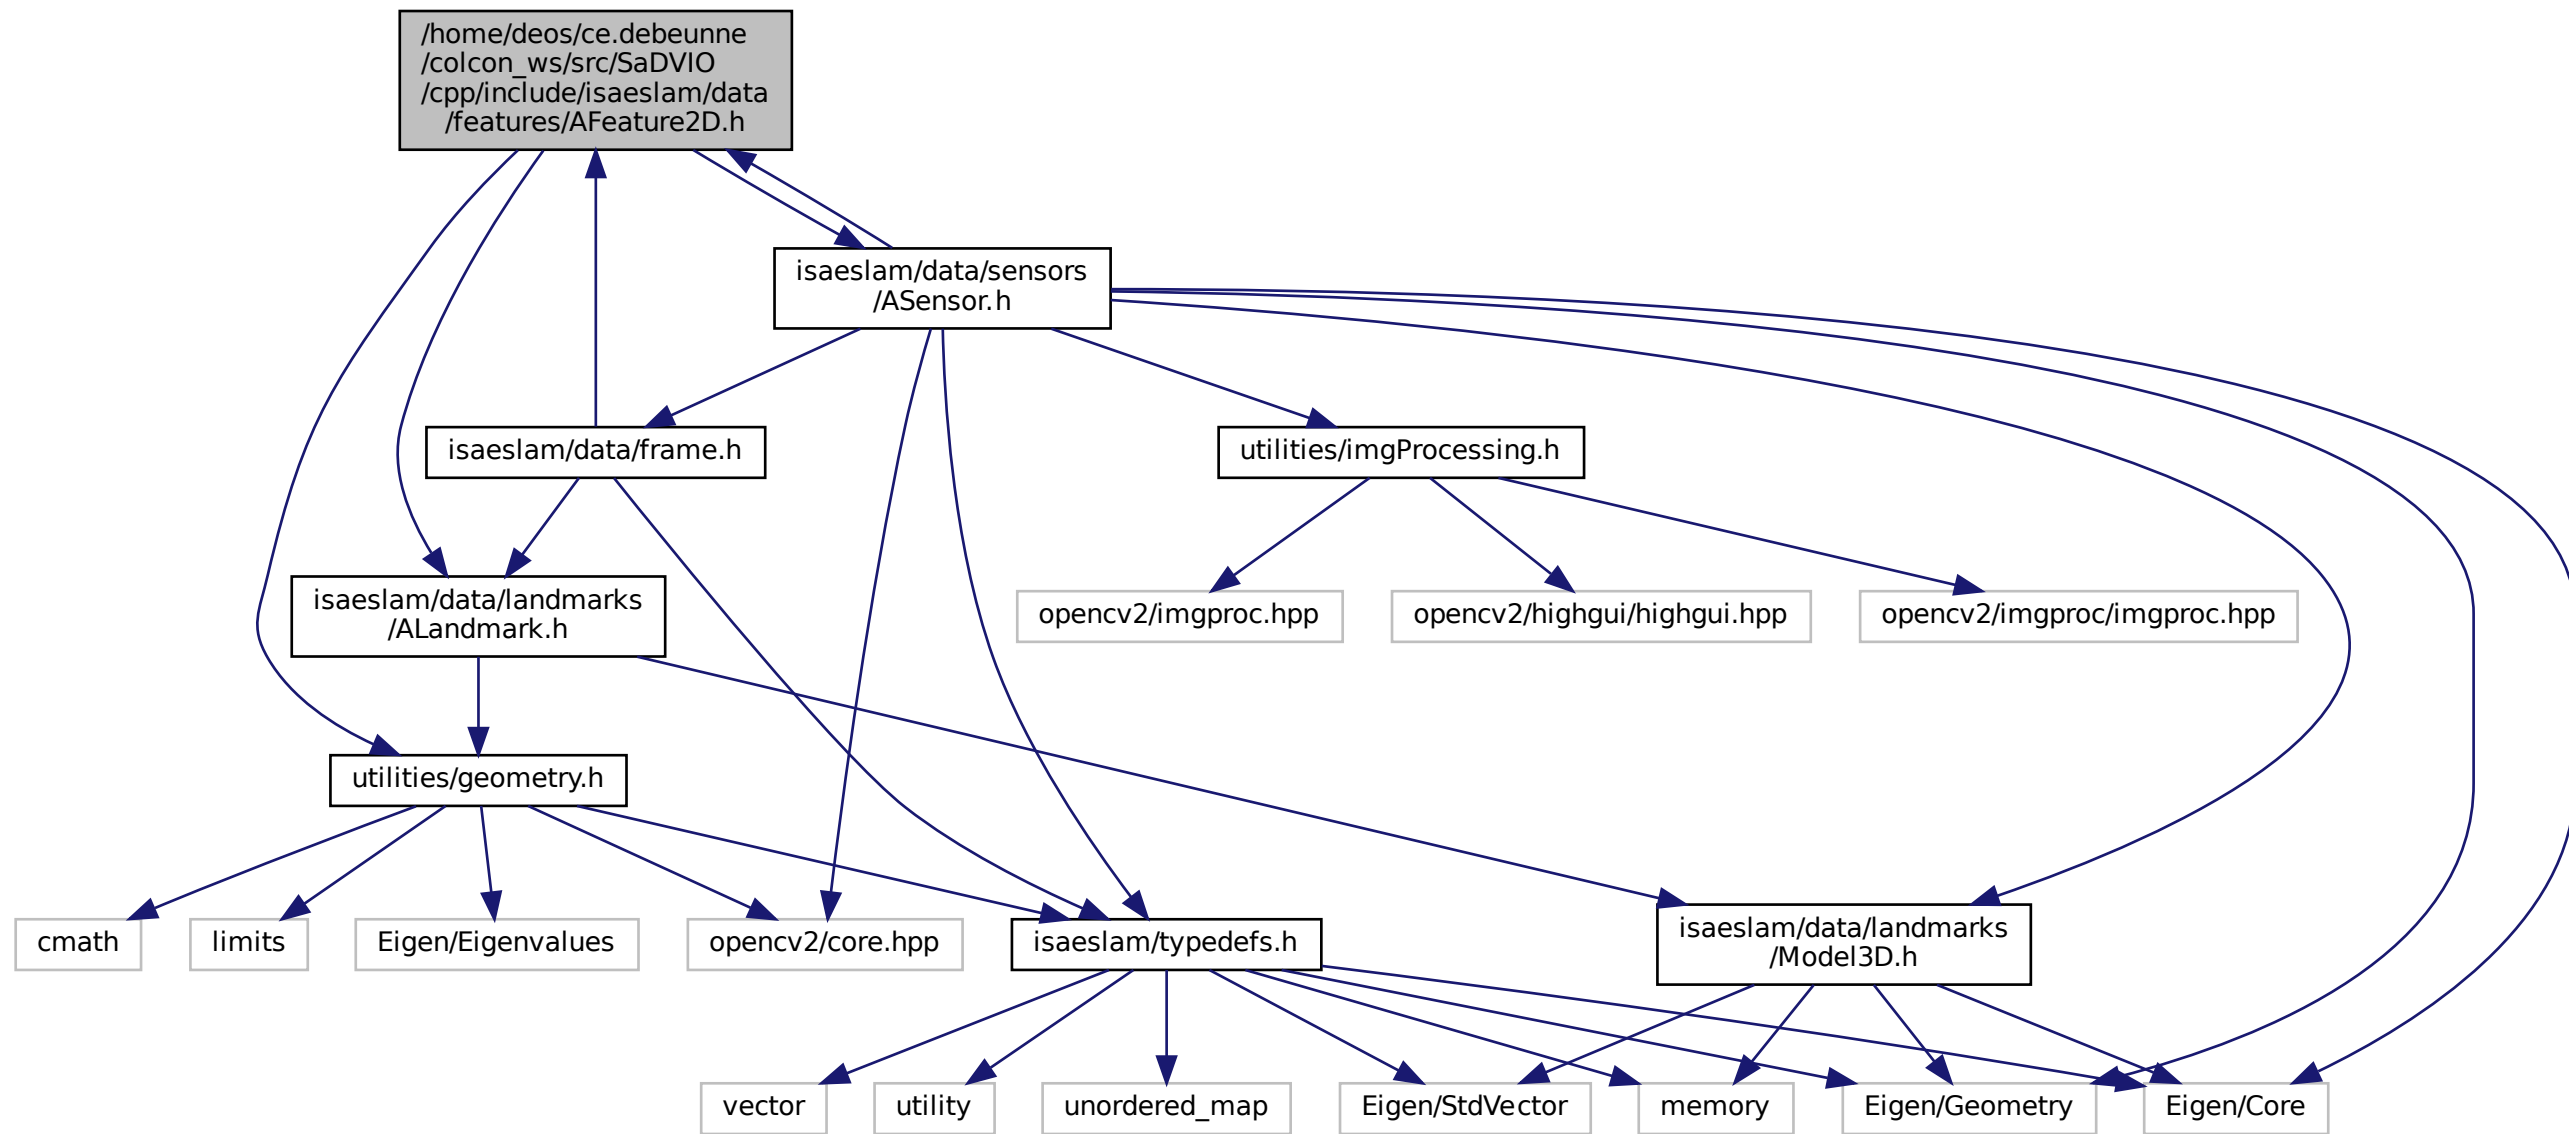 /home/deos/ce.debeunne
/colcon_ws/src/SaDVIO
/cpp/include/isaeslam/data
/features/AFeature2D.h
isaeslam/data/sensors
/ASensor.h
isaeslam/data/frame.h
utilities/imgProcessing.h
isaeslam/data/landmarks
/ALandmark.h
opencv2/imgproc.hpp
opencv2/highgui/highgui.hpp
opencv2/imgproc/imgproc.hpp
utilities/geometry.h
cmath
limits
Eigen/Eigenvalues
opencv2/core.hpp
isaeslam/typedefs.h
isaeslam/data/landmarks
/Model3D.h
vector
utility
unordered_map
Eigen/StdVector
memory
Eigen/Geometry
Eigen/Core